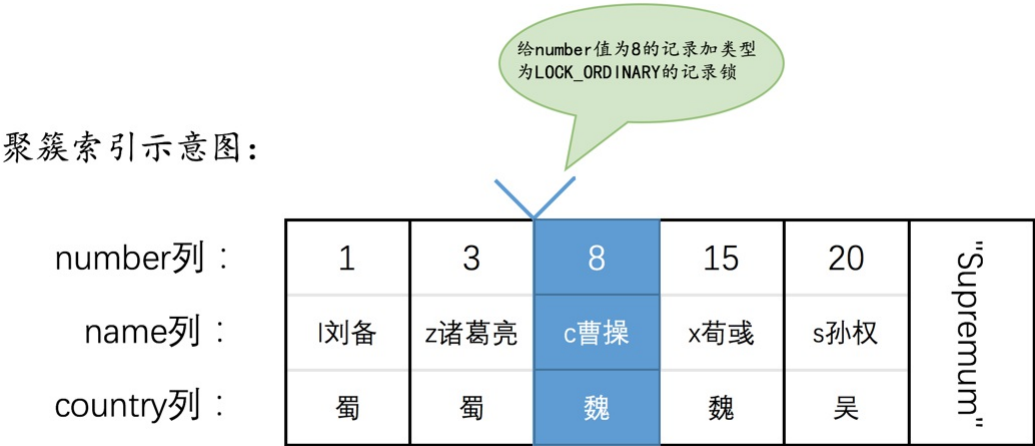 给number值为8的记录加类型
为LOCK_ORDINARY的记录锁
聚簇索引示意图：
number列： 1 3 8 15 20 "Supremum"
name列： l刘备 z诸葛亮 c曹操 x荀彧 s孙权
country列： 蜀 蜀 魏 魏 吴